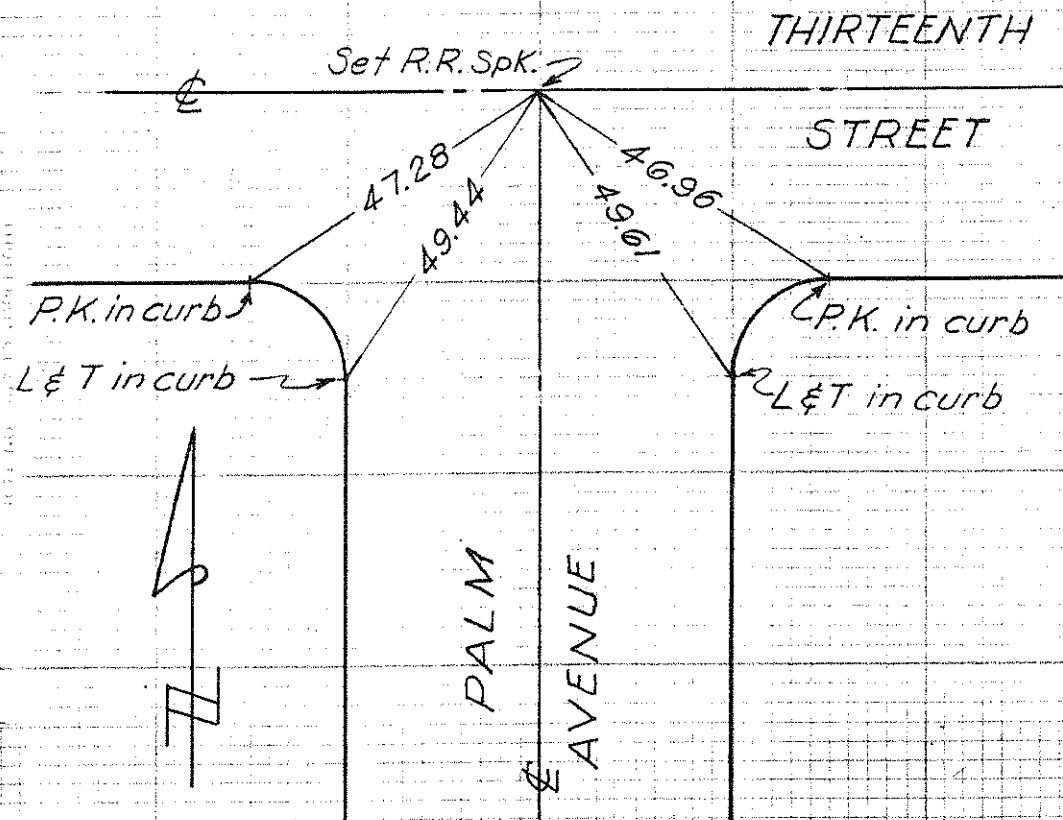 THIRTEENTH
Set R.R. Spk.
℄
STREET
47.28
49.44
46.96
49.61
P.K. in curb
P.K. in curb
L & T in curb
L & T in curb
PALM
AVENUE
℄
N